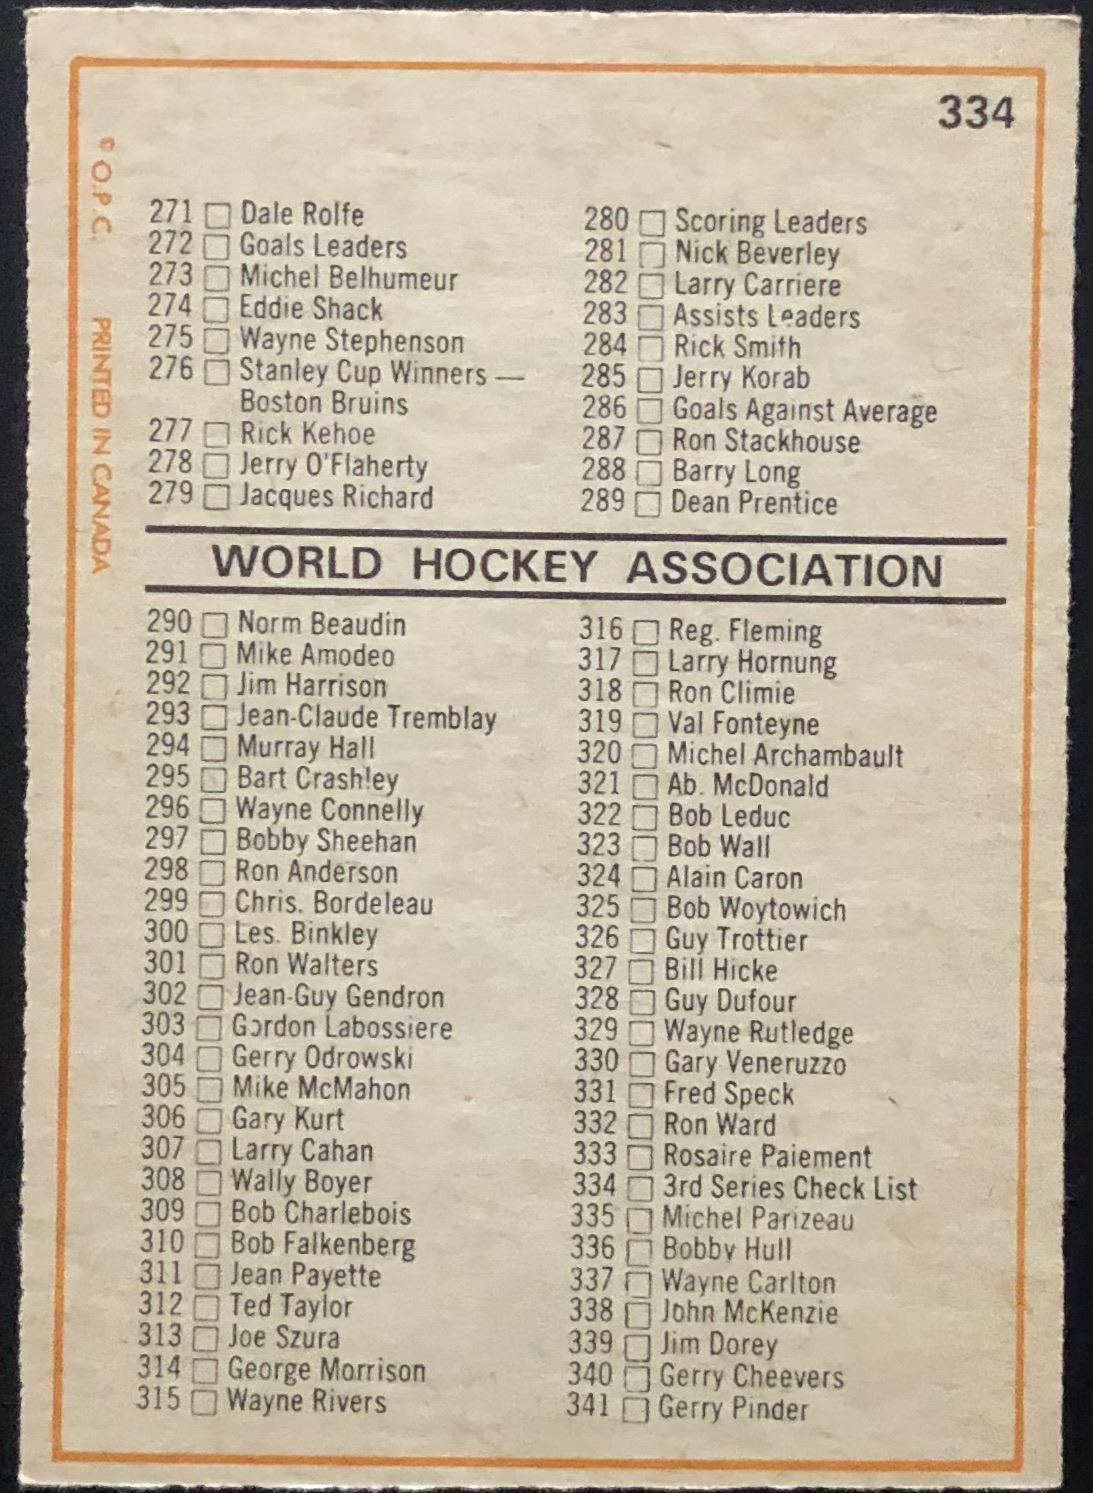 334
© O.P.C. PRINTED IN CANADA
271 Dale Rolfe
272 Goals Leaders
273 Michel Belhumeur
274 Eddie Shack
275 Wayne Stephenson
276 Stanley Cup Winners —
Boston Bruins
277 Rick Kehoe
278 Jerry O'Flaherty
279 Jacques Richard
280 Scoring Leaders
281 Nick Beverley
282 Larry Carriere
283 Assists Leaders
284 Rick Smith
285 Jerry Korab
286 Goals Against Average
287 Ron Stackhouse
288 Barry Long
289 Dean Prentice
WORLD HOCKEY ASSOCIATION
290 Norm Beaudin
291 Mike Amodeo
292 Jim Harrison
293 Jean-Claude Tremblay
294 Murray Hall
295 Bart Crashley
296 Wayne Connelly
297 Bobby Sheehan
298 Ron Anderson
299 Chris. Bordeleau
300 Les. Binkley
301 Ron Walters
302 Jean-Guy Gendron
303 Gordon Labossiere
304 Gerry Odrowski
305 Mike McMahon
306 Gary Kurt
307 Larry Cahan
308 Wally Boyer
309 Bob Charlebois
310 Bob Falkenberg
311 Jean Payette
312 Ted Taylor
313 Joe Szura
314 George Morrison
315 Wayne Rivers
316 Reg. Fleming
317 Larry Hornung
318 Ron Climie
319 Val Fonteyne
320 Michel Archambault
321 Ab. McDonald
322 Bob Leduc
323 Bob Wall
324 Alain Caron
325 Bob Woytowich
326 Guy Trottier
327 Bill Hicke
328 Guy Dufour
329 Wayne Rutledge
330 Gary Veneruzzo
331 Fred Speck
332 Ron Ward
333 Rosaire Paiement
334 3rd Series Check List
335 Michel Parizeau
336 Bobby Hull
337 Wayne Carlton
338 John McKenzie
339 Jim Dorey
340 Gerry Cheevers
341 Gerry Pinder